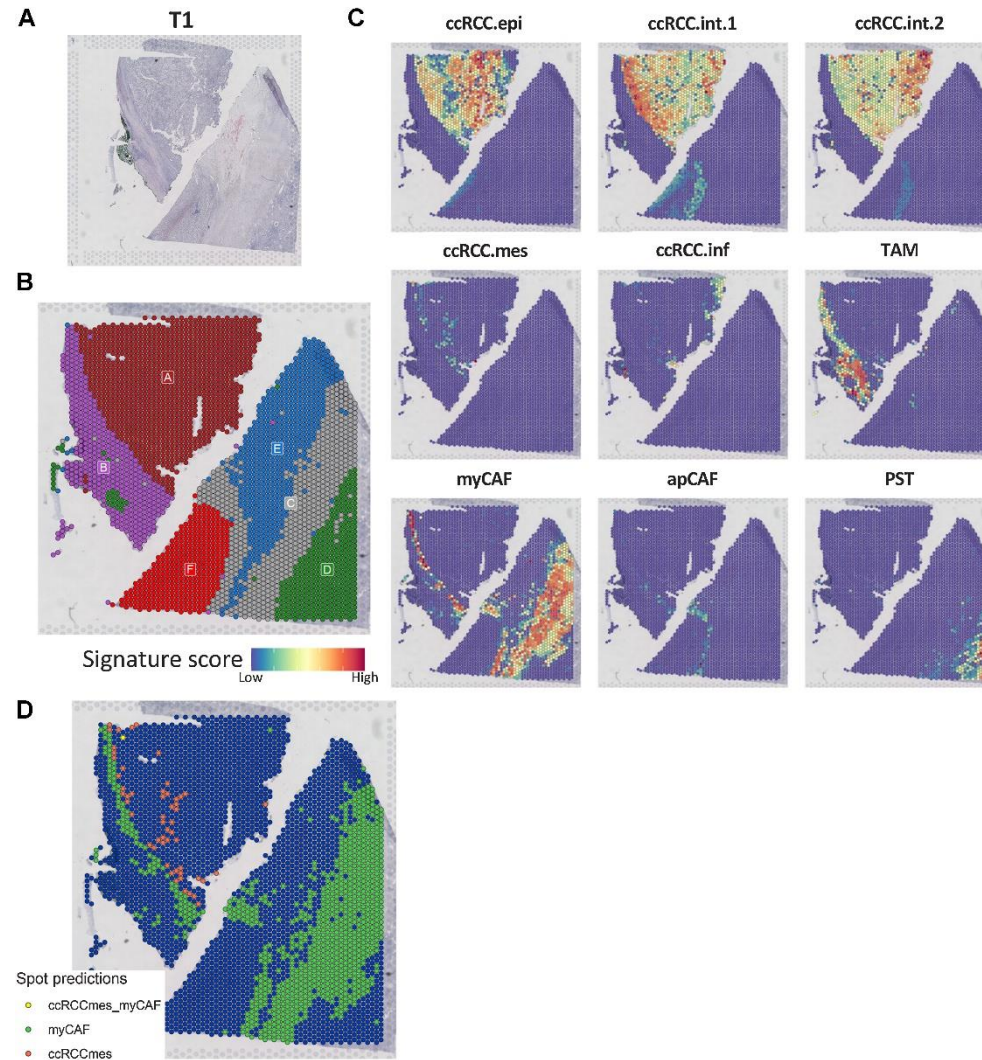 A
T1
C
ccRCC.epi
ccRCC.int.1
ccRCC.int.2
ccRCC.mes
ccRCC.inf
TAM
B
A
B
E
C
D
F
Signature score
Low
High
myCAF
apCAF
PST
D
Spot predictions
ccRCCmes_myCAF
myCAF
ccRCCmes